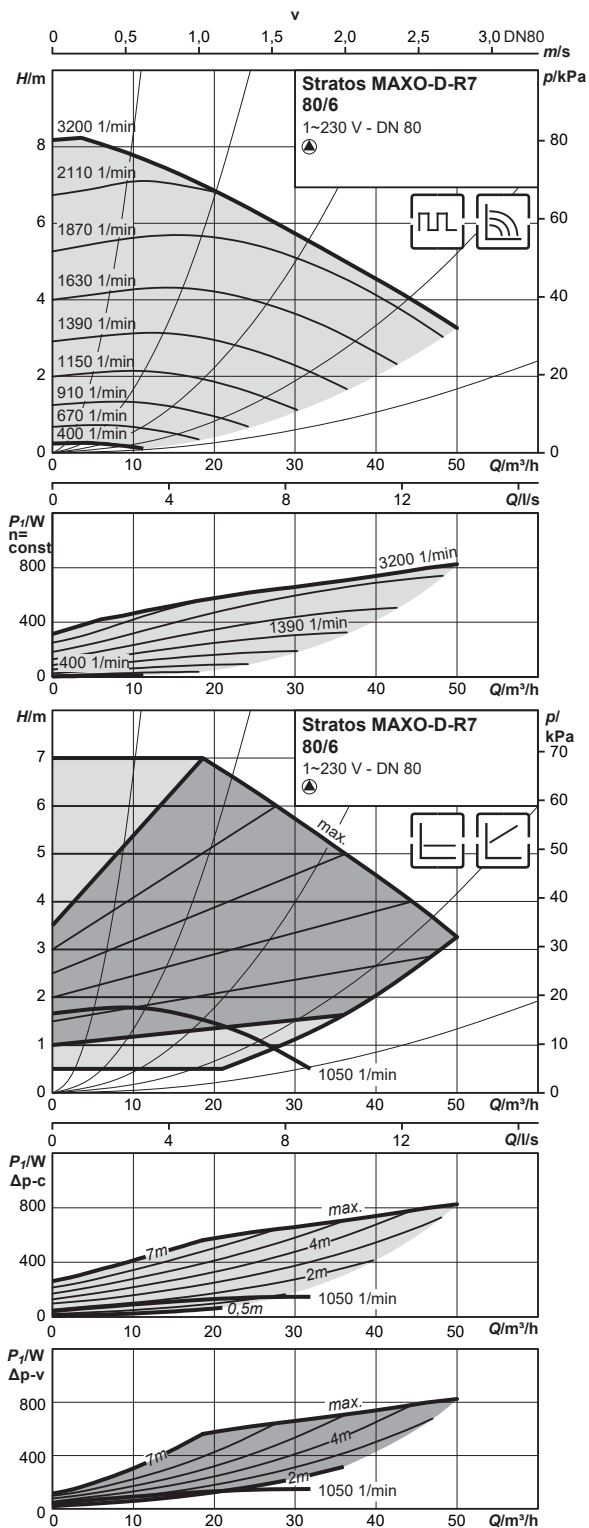 v
0 0,5 1,0 1,5 2,0 2,5 3,0 DN80
m/s
H/m
p/kPa
Stratos MAXO-D-R7
80/6
1~230 V - DN 80
3200 1/min
8
80
2110 1/min
1870 1/min
6
60
1630 1/min
4
40
1390 1/min
1150 1/min
2
20
910 1/min
670 1/min
400 1/min
0
0
0 10 20 30 40 50 Q/m³/h
0 4 8 12 Q/l/s
P₁/W
n=
const
3200 1/min
800
400
1390 1/min
400 1/min
0
0 10 20 30 40 50 Q/m³/h
H/m
p/
kPa
Stratos MAXO-D-R7
80/6
1~230 V - DN 80
7
70
6
60
max.
5
50
4
40
3
30
2
20
1
10
1050 1/min
0
0
0 10 20 30 40 50 Q/m³/h
0 4 8 12 Q/l/s
P₁/W
Δp-c
800
max.
7m
4m
400
2m
1050 1/min
0,5m
0
0 10 20 30 40 50 Q/m³/h
P₁/W
Δp-v
800
max.
7m
4m
400
2m
1050 1/min
0
0 10 20 30 40 50 Q/m³/h